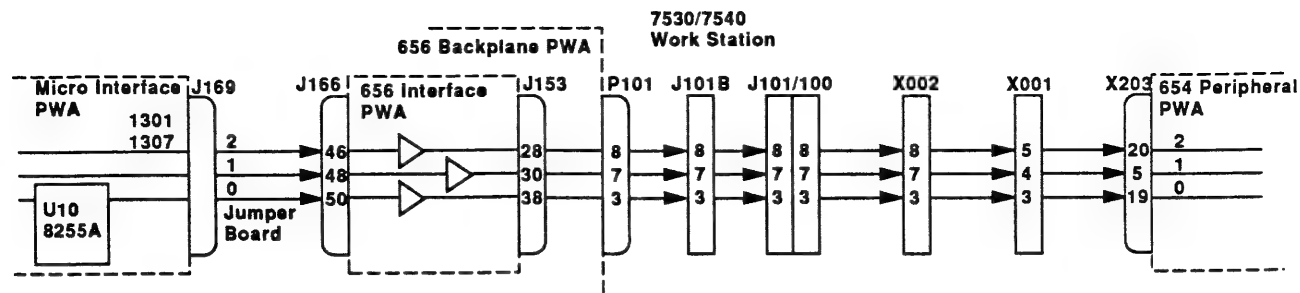 7530/7540
Work Station
656 Backplane PWA
Micro Interface
PWA
J169
J166
656 Interface
PWA
J153
P101
J101B
J101/100
X002
X001
X203
654 Peripheral
PWA
1301
1307
2
46
28
8
8
8
8
8
5
20
2
1
48
30
7
7
7
7
7
4
5
1
0
50
38
3
3
3
3
3
3
19
0
U10
8255A
Jumper
Board